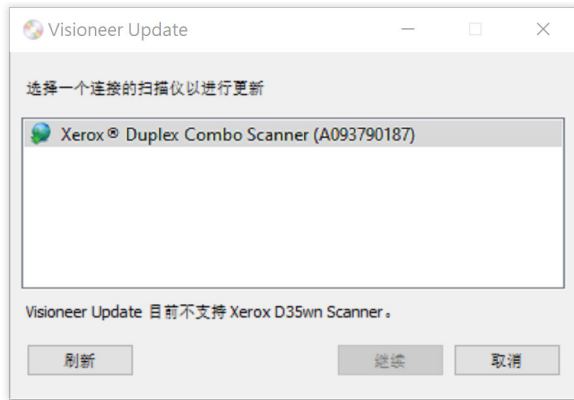 Visioneer Update
选择一个连接的扫描仪以进行更新
Xerox® Duplex Combo Scanner (A093790187)
Visioneer Update 目前不支持 Xerox D35wn Scanner。
刷新
继续
取消